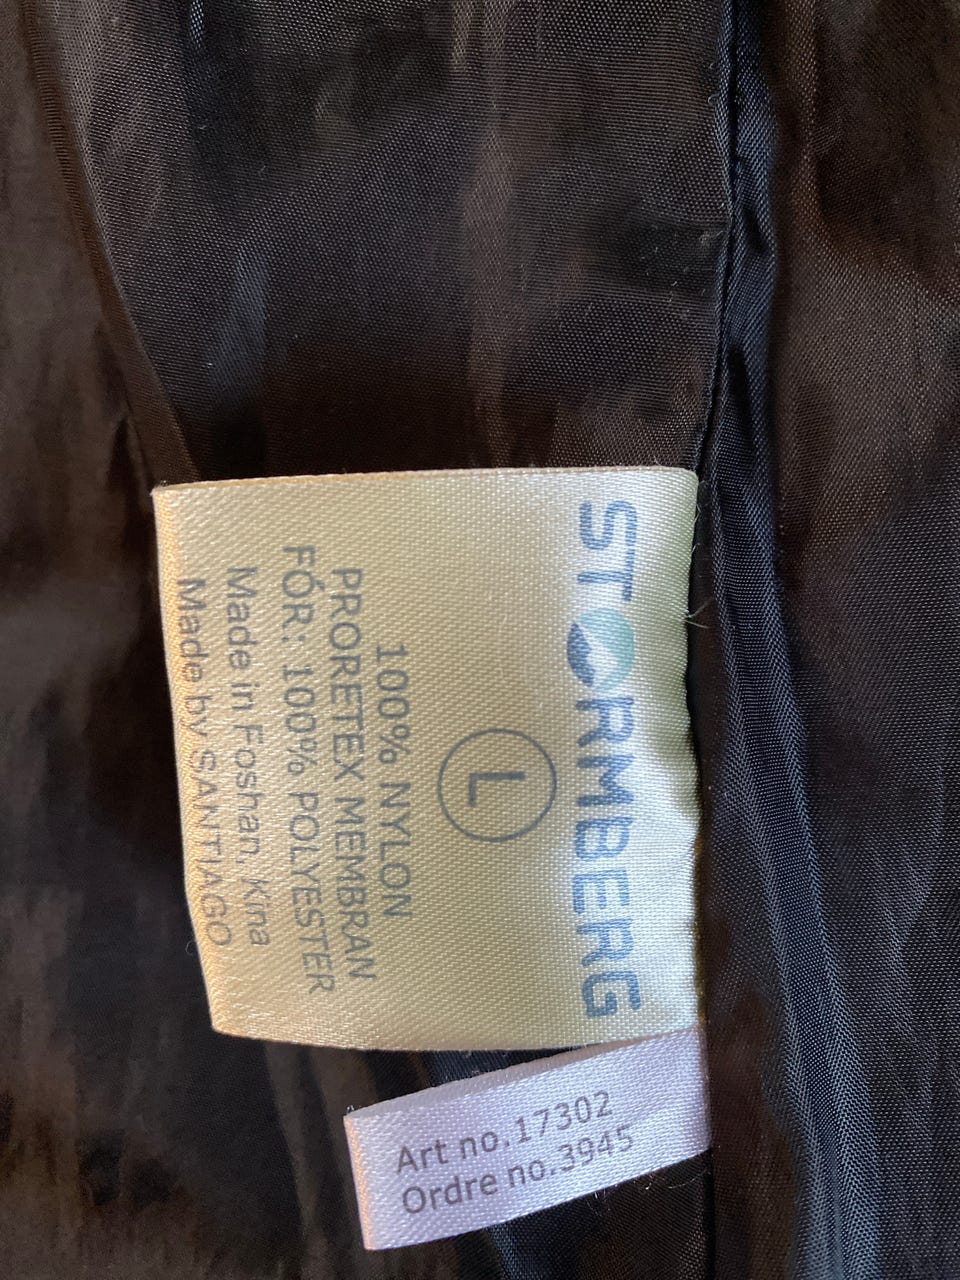 STORMBERG
L
100% NYLON
PRORETEX MEMBRAN
FÓR: 100% POLYESTER
Made in Foshan, Kina
Made by SANTIAGO
Art no.17302
Ordre no.3945